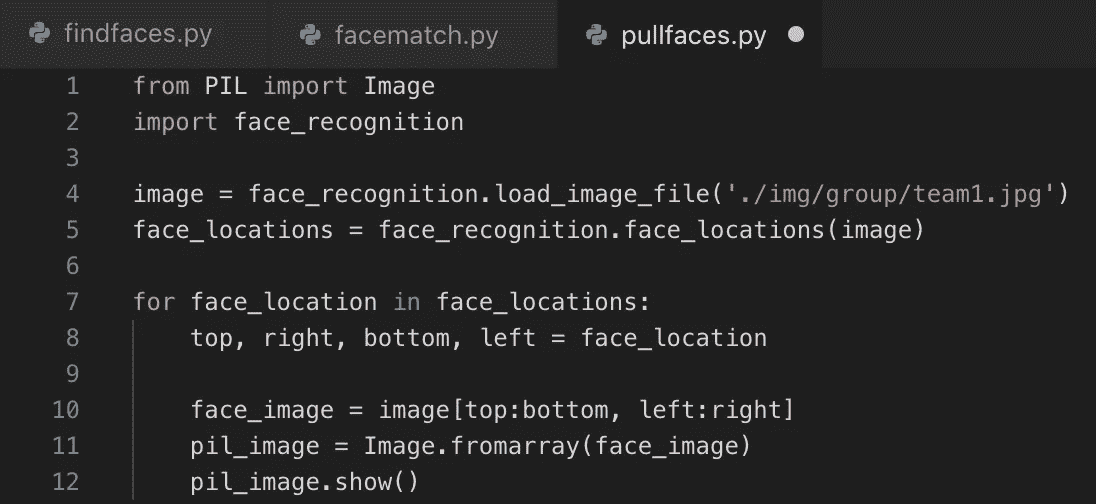 findfaces.py facematch.py pullfaces.py
1 from PIL import Image
2 import face_recognition
3
4 image = face_recognition.load_image_file('./img/group/team1.jpg')
5 face_locations = face_recognition.face_locations(image)
6
7 for face_location in face_locations:
8     top, right, bottom, left = face_location
9
10     face_image = image[top:bottom, left:right]
11     pil_image = Image.fromarray(face_image)
12     pil_image.show()